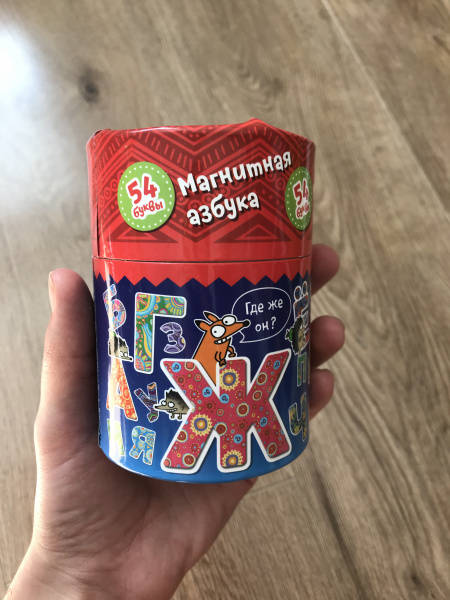 54
буквы
Магнитная
азбука
54
Где же
он?
Г
З
Ж
Ч
Я
П